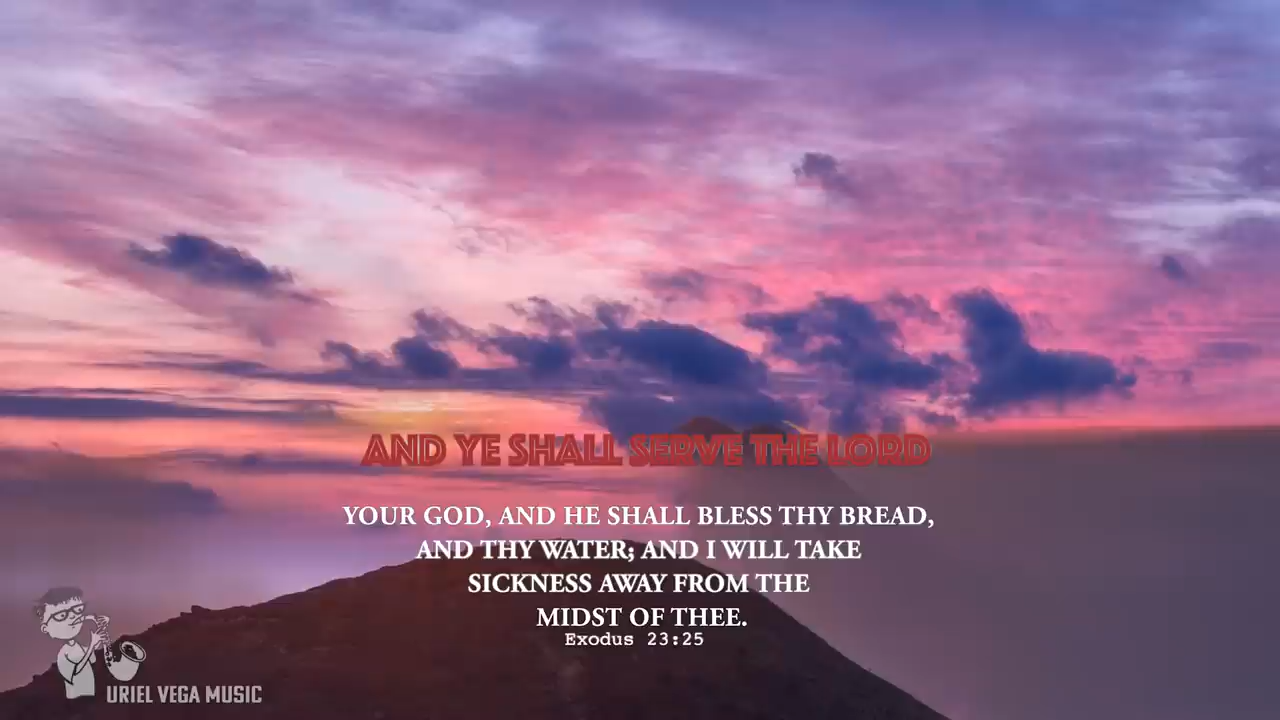 AND YE SHALL SERVE THE LORD
YOUR GOD, AND HE SHALL BLESS THY BREAD,
AND THY WATER; AND I WILL TAKE
SICKNESS AWAY FROM THE
MIDST OF THEE.
Exodus 23:25
URIEL VEGA MUSIC